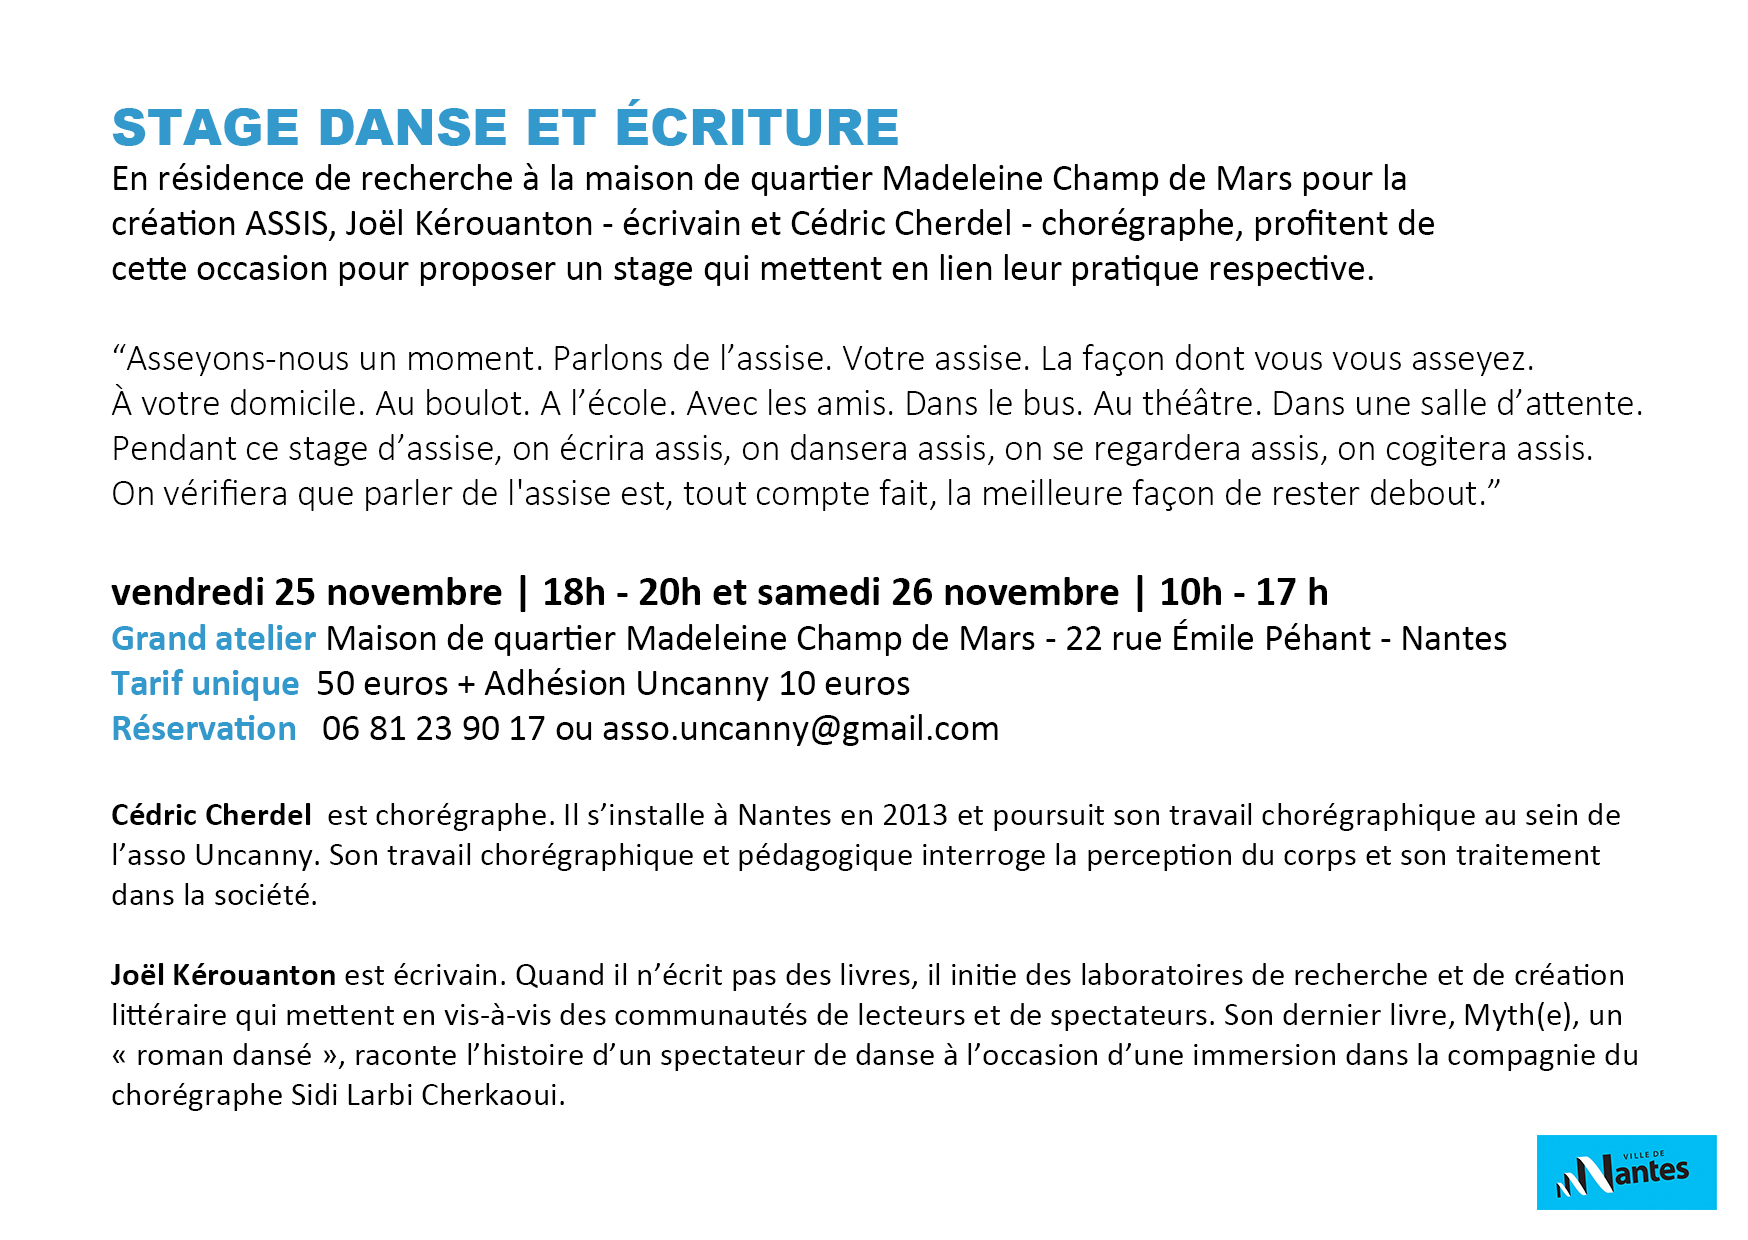 STAGE DANSE ET ÉCRITURE
En résidence de recherche à la maison de quartier Madeleine Champ de Mars pour la
création ASSIS, Joël Kérouanton - écrivain et Cédric Cherdel - chorégraphe, profitent de
cette occasion pour proposer un stage qui mettent en lien leur pratique respective.
“Asseyons-nous un moment. Parlons de l’assise. Votre assise. La façon dont vous vous asseyez.
À votre domicile. Au boulot. A l’école. Avec les amis. Dans le bus. Au théâtre. Dans une salle d’attente.
Pendant ce stage d’assise, on écrira assis, on dansera assis, on se regardera assis, on cogitera assis.
On vérifiera que parler de l'assise est, tout compte fait, la meilleure façon de rester debout.”
vendredi 25 novembre | 18h - 20h et samedi 26 novembre | 10h - 17 h
Grand atelier Maison de quartier Madeleine Champ de Mars - 22 rue Émile Péhant - Nantes
Tarif unique 50 euros + Adhésion Uncanny 10 euros
Réservation 06 81 23 90 17 ou asso.uncanny@gmail.com
Cédric Cherdel est chorégraphe. Il s’installe à Nantes en 2013 et poursuit son travail chorégraphique au sein de
l’asso Uncanny. Son travail chorégraphique et pédagogique interroge la perception du corps et son traitement
dans la société.
Joël Kérouanton est écrivain. Quand il n’écrit pas des livres, il initie des laboratoires de recherche et de création
littéraire qui mettent en vis-à-vis des communautés de lecteurs et de spectateurs. Son dernier livre, Myth(e), un
« roman dansé », raconte l’histoire d’un spectateur de danse à l’occasion d’une immersion dans la compagnie du
chorégraphe Sidi Larbi Cherkaoui.
VILLE DE
Nantes